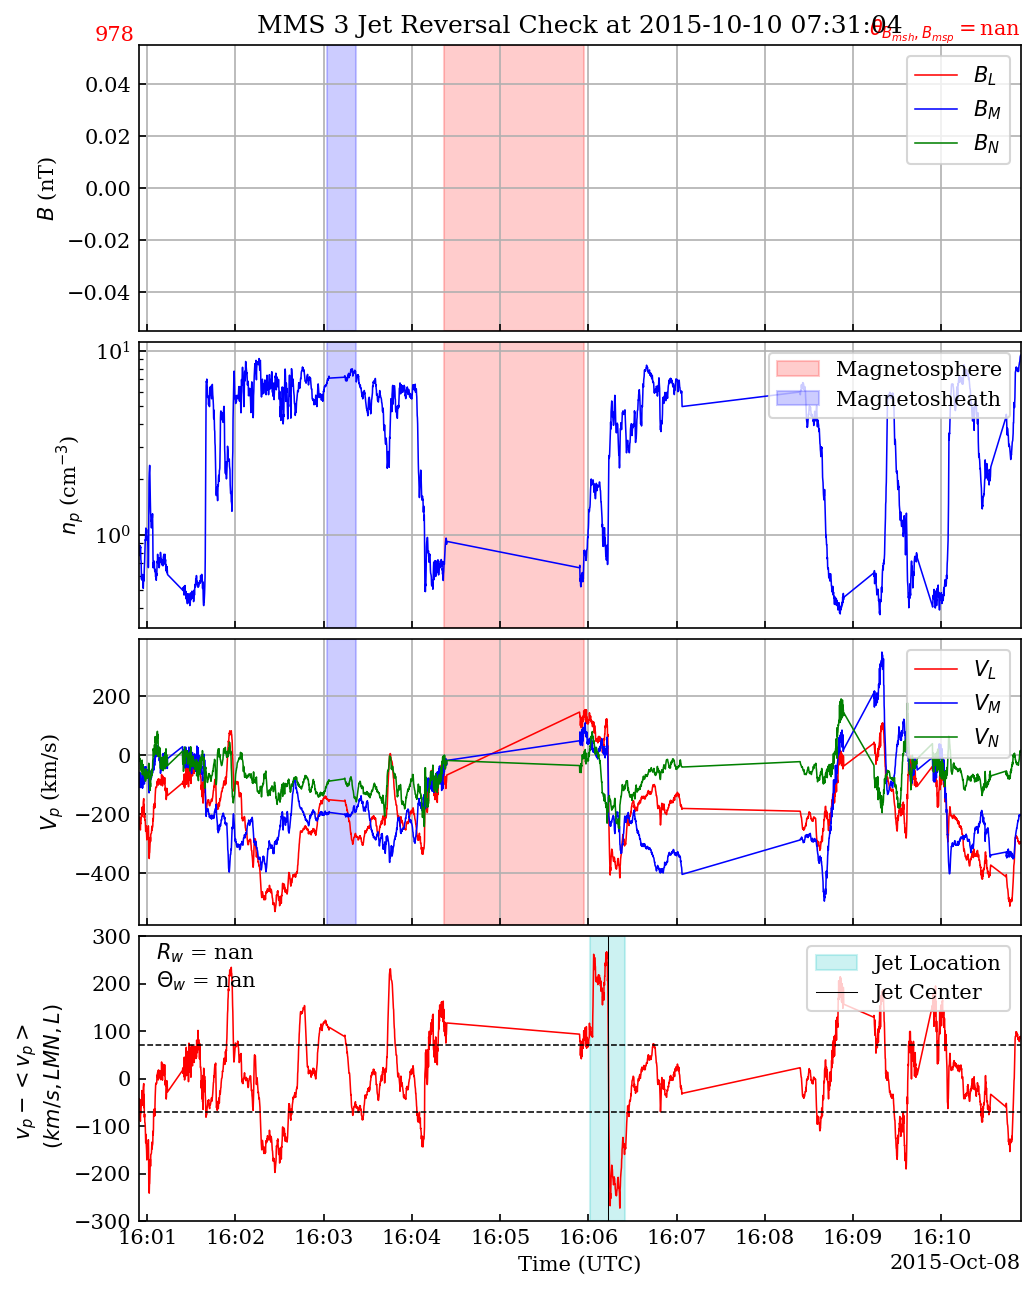 MMS 3 Jet Reversal Check at 2015-10-10 07:31:04
978
θ_{B_{msh}, B_{msp}} = nan
B (nT)
0.04
0.02
0.00
−0.02
−0.04
B_L
B_M
B_N
n_p (cm^{−3})
10^1
10^0
Magnetosphere
Magnetosheath
V_p (km/s)
200
0
−200
−400
V_L
V_M
V_N
v_p − <v_p>
(km/s, LMN, L)
300
200
100
0
−100
−200
−300
R_w = nan
Θ_w = nan
Jet Location
Jet Center
16:01 16:02 16:03 16:04 16:05 16:06 16:07 16:08 16:09 16:10
Time (UTC)
2015-Oct-08